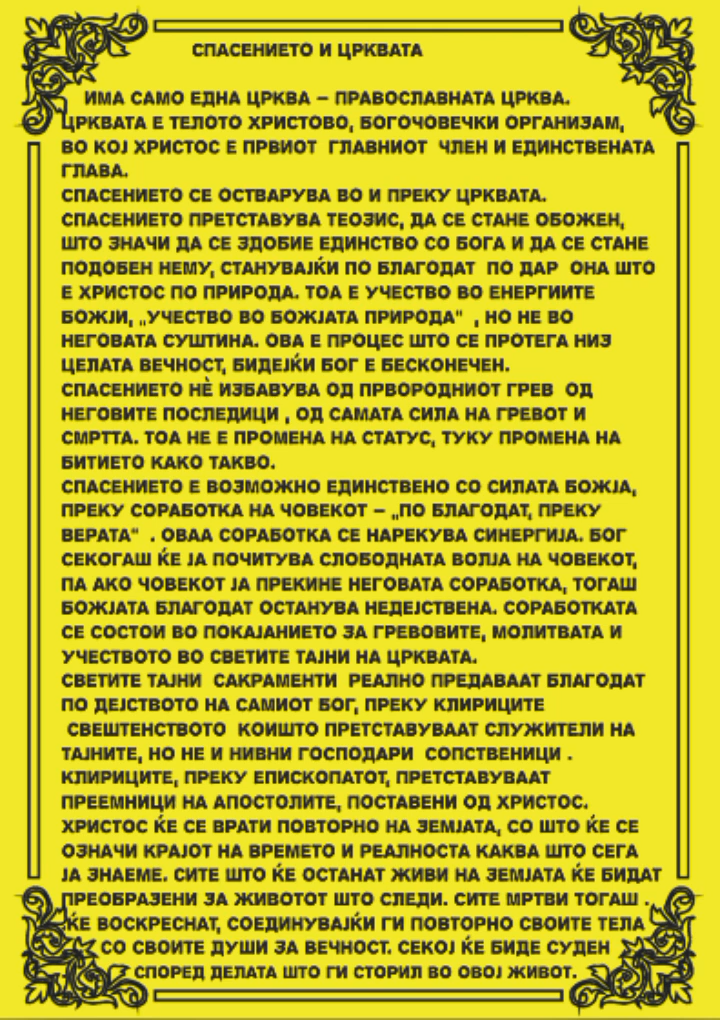 СПАСЕНИЕТО И ЦРКВАТА
ИМА САМО ЕДНА ЦРКВА – ПРАВОСЛАВНАТА ЦРКВА.
ЦРКВАТА Е ТЕЛОТО ХРИСТОВО, БОГОЧОВЕЧКИ ОРГАНИЗАМ,
ВО КОЈ ХРИСТОС Е ПРВИОТ ГЛАВНИОТ ЧЛЕН И ЕДИНСТВЕНАТА
ГЛАВА.
СПАСЕНИЕТО СЕ ОСТВАРУВА ВО И ПРЕКУ ЦРКВАТА.
СПАСЕНИЕТО ПРЕТСТАВУВА ТЕОЗИС, ДА СЕ СТАНЕ ОБОЖЕН,
ШТО ЗНАЧИ ДА СЕ ЗДОБИЕ ЕДИНСТВО СО БОГА И ДА СЕ СТАНЕ
ПОДОБЕН НЕМУ, СТАНУВАЈЌИ ПО БЛАГОДАТ ПО ДАР ОНА ШТО
Е ХРИСТОС ПО ПРИРОДА. ТОА Е УЧЕСТВО ВО ЕНЕРГИИТЕ
БОЖЈИ, „УЧЕСТВО ВО БОЖЈАТА ПРИРОДА“ , НО НЕ ВО
НЕГОВАТА СУШТИНА. ОВА Е ПРОЦЕС ШТО СЕ ПРОТЕГА НИЗ
ЦЕЛАТА ВЕЧНОСТ, БИДЕЈЌИ БОГ Е БЕСКОНЕЧЕН.
СПАСЕНИЕТО НЀ ИЗБАВУВА ОД ПРВОРОДНИОТ ГРЕВ ОД
НЕГОВИТЕ ПОСЛЕДИЦИ , ОД САМАТА СИЛА НА ГРЕВОТ И
СМРТТА. ТОА НЕ Е ПРОМЕНА НА СТАТУС, ТУКУ ПРОМЕНА НА
БИТИЕТО КАКО ТАКВО.
СПАСЕНИЕТО Е ВОЗМОЖНО ЕДИНСТВЕНО СО СИЛАТА БОЖЈА,
ПРЕКУ СОРАБОТКА НА ЧОВЕКОТ – „ПО БЛАГОДАТ, ПРЕКУ
ВЕРАТА“ . ОВАА СОРАБОТКА СЕ НАРЕКУВА СИНЕРГИЈА. БОГ
СЕКОГАШ ЌЕ ЈА ПОЧИТУВА СЛОБОДНАТА ВОЛЈА НА ЧОВЕКОТ,
ПА АКО ЧОВЕКОТ ЈА ПРЕКИНЕ НЕГОВАТА СОРАБОТКА, ТОГАШ
БОЖЈАТА БЛАГОДАТ ОСТАНУВА НЕДЕЈСТВЕНА. СОРАБОТКАТА
СЕ СОСТОИ ВО ПОКАЈАНИЕТО ЗА ГРЕВОВИТЕ, МОЛИТВАТА И
УЧЕСТВОТО ВО СВЕТИТЕ ТАЈНИ НА ЦРКВАТА.
СВЕТИТЕ ТАЈНИ САКРАМЕНТИ РЕАЛНО ПРЕДАВААТ БЛАГОДАТ
ПО ДЕЈСТВОТО НА САМИОТ БОГ, ПРЕКУ КЛИРИЦИТЕ
СВЕШТЕНСТВОТО КОИШТО ПРЕТСТАВУВААТ СЛУЖИТЕЛИ НА
ТАЈНИТЕ, НО НЕ И НИВНИ ГОСПОДАРИ СОПСТВЕНИЦИ .
КЛИРИЦИТЕ, ПРЕКУ ЕПИСКОПАТОТ, ПРЕТСТАВУВААТ
ПРЕЕМНИЦИ НА АПОСТОЛИТЕ, ПОСТАВЕНИ ОД ХРИСТОС.
ХРИСТОС ЌЕ СЕ ВРАТИ ПОВТОРНО НА ЗЕМЈАТА, СО ШТО ЌЕ СЕ
ОЗНАЧИ КРАЈОТ НА ВРЕМЕТО И РЕАЛНОСТА КАКВА ШТО СЕГА
ЈА ЗНАЕМЕ. СИТЕ ШТО ЌЕ ОСТАНАТ ЖИВИ НА ЗЕМЈАТА ЌЕ БИДАТ
ПРЕОБРАЗЕНИ ЗА ЖИВОТОТ ШТО СЛЕДИ. СИТЕ МРТВИ ТОГАШ .
ЌЕ ВОСКРЕСНАТ, СОЕДИНУВАЈЌИ ГИ ПОВТОРНО СВОИТЕ ТЕЛА
СО СВОИТЕ ДУШИ ЗА ВЕЧНОСТ. СЕКОЈ ЌЕ БИДЕ СУДЕН
СПОРЕД ДЕЛАТА ШТО ГИ СТОРИЛ ВО ОВОЈ ЖИВОТ.